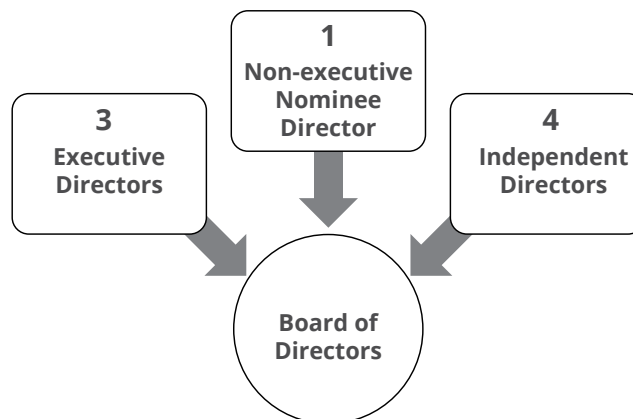 1
Non-executive
Nominee
Director
3
Executive
Directors
4
Independent
Directors
Board of
Directors